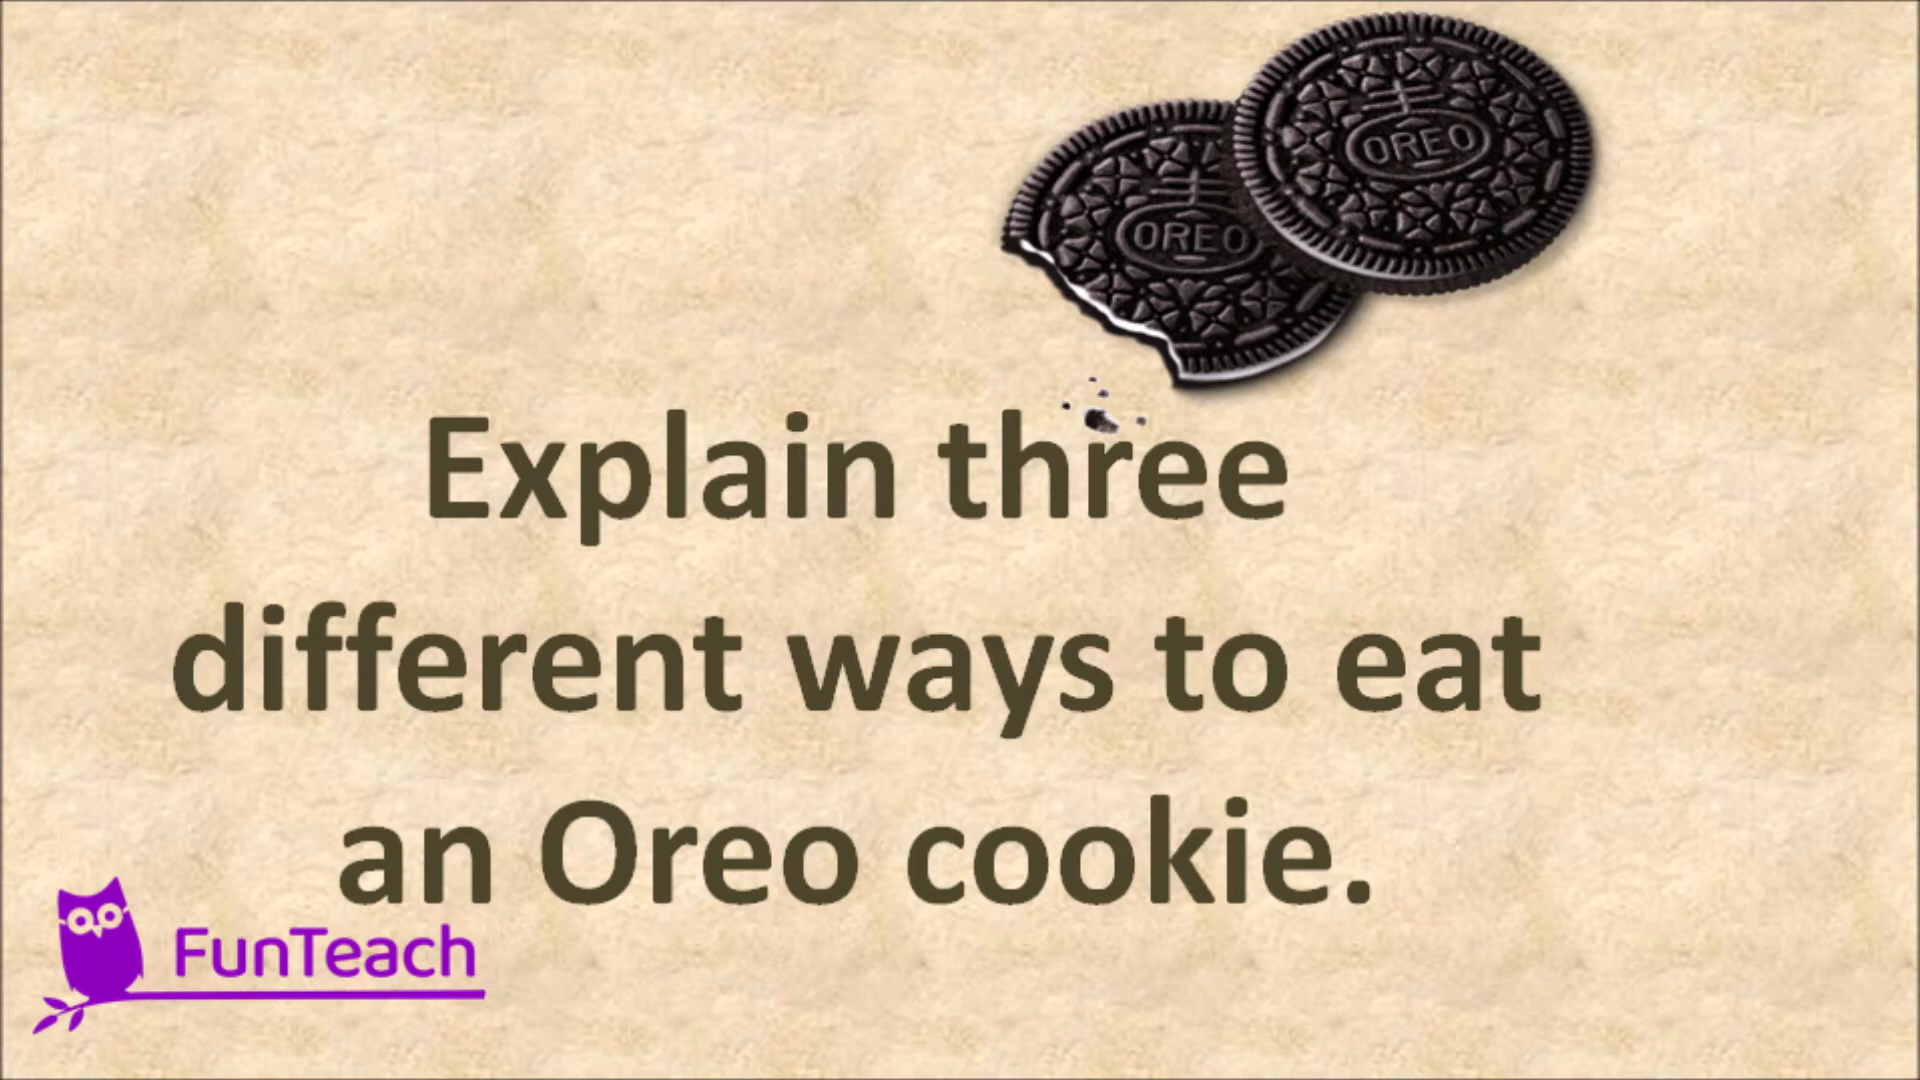 OREO
OREO
Explain three
different ways to eat
an Oreo cookie.
FunTeach